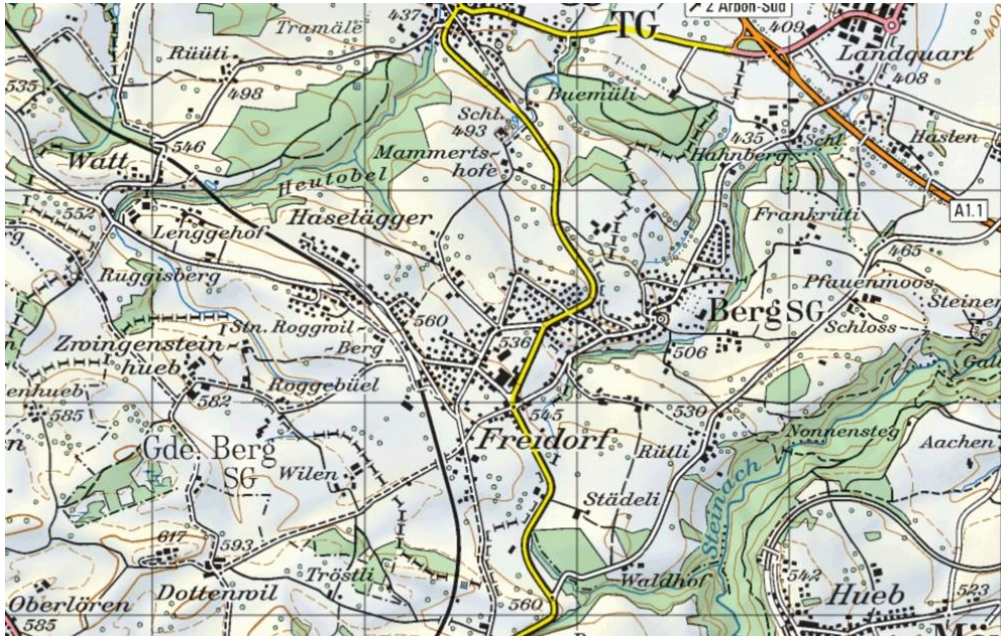 437
Tramäle
TG
2 Arbon-Süd
409
Rüüti
Landquart
535
498
408
Buemüli
Schl.
493
Hasten
435
Schl.
546
Mammerts-
hofe
Hahnberg
Watt
Heutobel
552
Haselägger
Frankrüti
A1.1
Lenggehof
465
Rüggisberg
Pfauenmoos
Steiner
560
Berg SG
Stn. Roggwil-
Berg
Schloss
Zwingenstein-
hueb
536
506
Roggebüel
enhueb
585
582
545
530
Nonnensteg
Freidorf
Aachen
Gde. Berg
SG
Rütli
Wilen
Steinach
Städeli
617
593
Tröstli
Waldhof
542
Dottenwil
560
523
Hueb
Oberlören
585